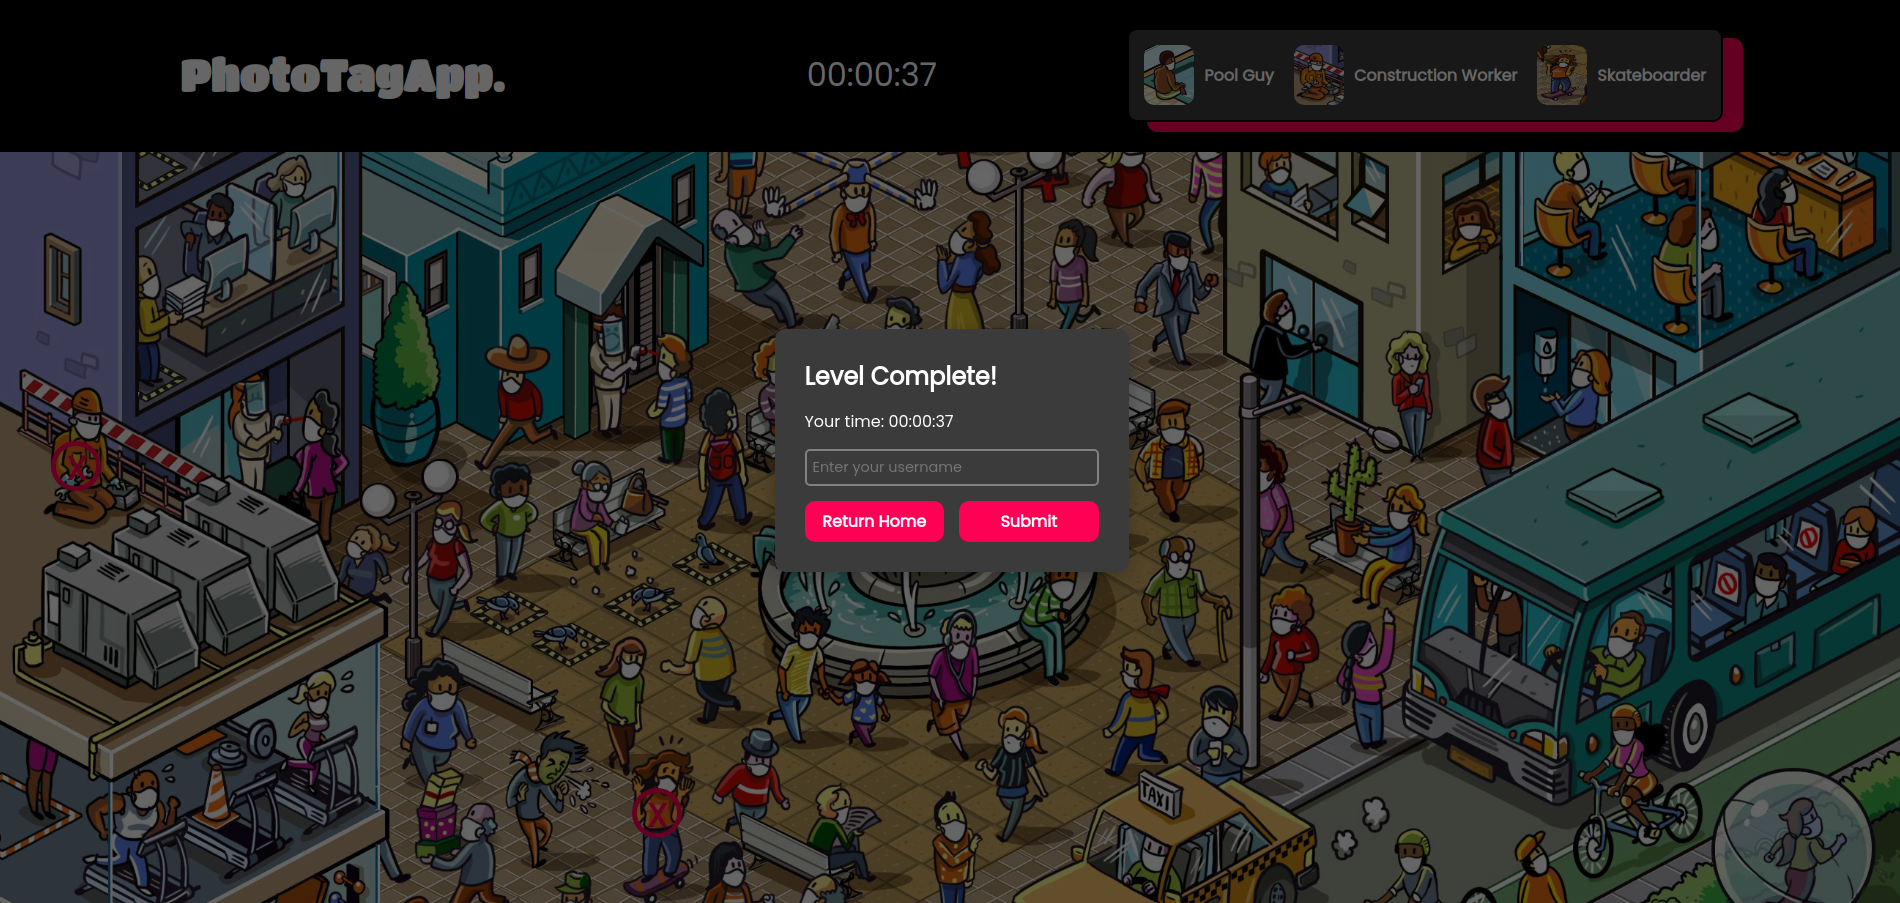 PhotoTagApp.
00:00:37
Pool Guy
Construction Worker
Skateboarder
Level Complete!
Your time: 00:00:37
Enter your username
Return Home
Submit
X
X
TAXI